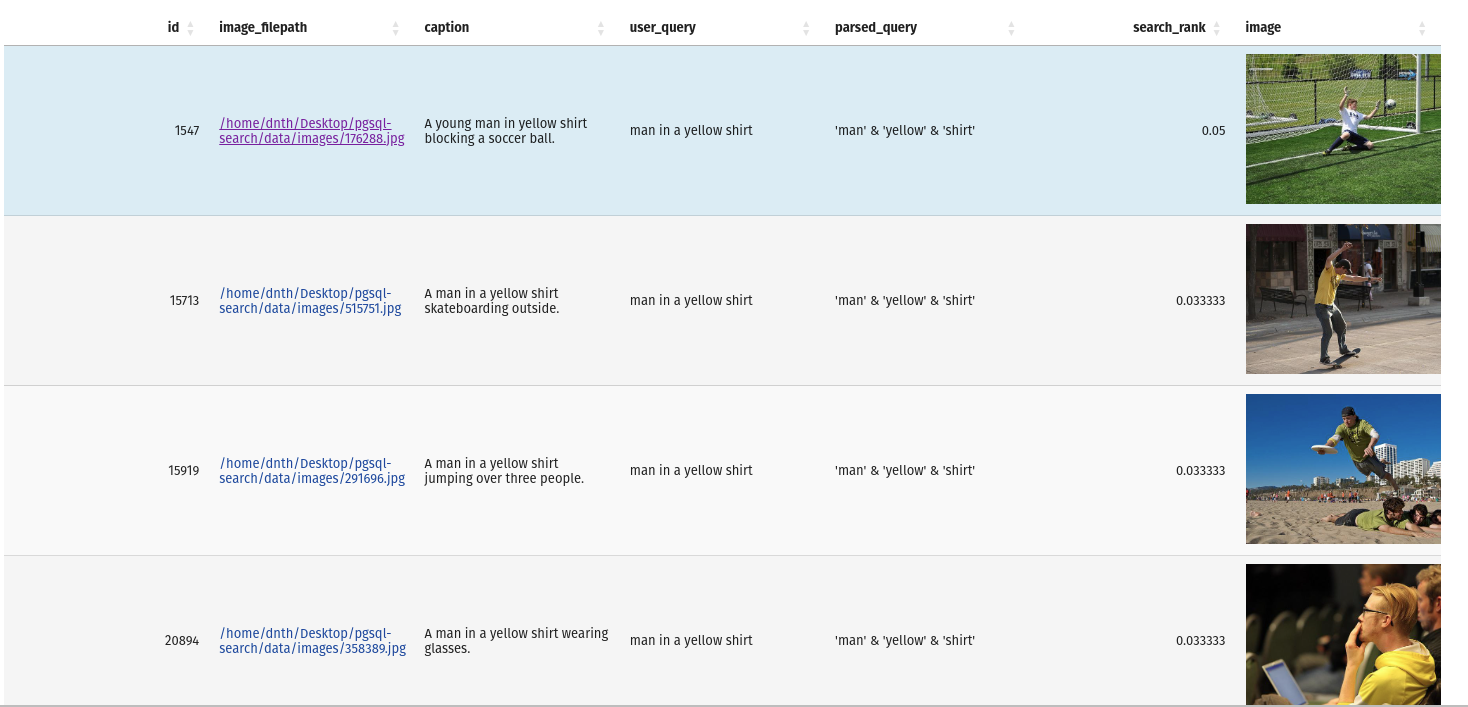 id image_filepath caption user_query parsed_query search_rank image
1547 /home/dnth/Desktop/pgsql- A young man in yellow shirt man in a yellow shirt 'man' & 'yellow' & 'shirt' 0.05
search/data/images/176288.jpg blocking a soccer ball.
15713 /home/dnth/Desktop/pgsql- A man in a yellow shirt man in a yellow shirt 'man' & 'yellow' & 'shirt' 0.033333
search/data/images/515751.jpg skateboarding outside.
15919 /home/dnth/Desktop/pgsql- A man in a yellow shirt man in a yellow shirt 'man' & 'yellow' & 'shirt' 0.033333
search/data/images/291696.jpg jumping over three people.
20894 /home/dnth/Desktop/pgsql- A man in a yellow shirt wearing man in a yellow shirt 'man' & 'yellow' & 'shirt' 0.033333
search/data/images/358389.jpg glasses.